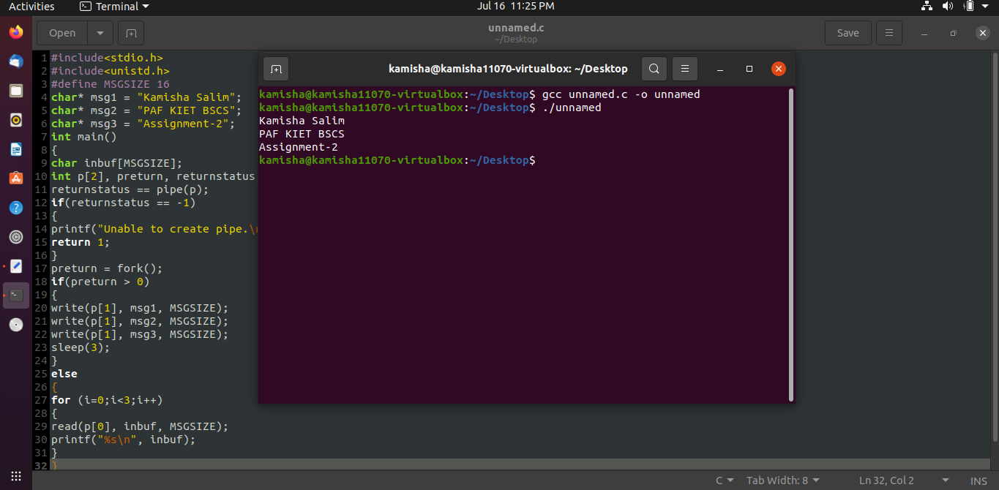 Activities Terminal Jul 16 11:25 PM
Open unnamed.c Save
~/Desktop
1 #include<stdio.h>
2 #include<unistd.h>
3 #define MSGSIZE 16
4 char* msg1 = "Kamisha Salim";
5 char* msg2 = "PAF KIET BSCS";
6 char* msg3 = "Assignment-2";
7 int main()
8 {
9 char inbuf[MSGSIZE];
10 int p[2], preturn, returnstatus
11 returnstatus == pipe(p);
12 if(returnstatus == -1)
13 {
14 printf("Unable to create pipe.\
15 return 1;
16 }
17 preturn = fork();
18 if(preturn > 0)
19 {
20 write(p[1], msg1, MSGSIZE);
21 write(p[1], msg2, MSGSIZE);
22 write(p[1], msg3, MSGSIZE);
23 sleep(3);
24 }
25 else
26 {
27 for (i=0;i<3;i++)
28 {
29 read(p[0], inbuf, MSGSIZE);
30 printf("%s\n", inbuf);
31 }
32 }
kamisha@kamisha11070-virtualbox: ~/Desktop
kamisha@kamisha11070-virtualbox:~/Desktop$ gcc unnamed.c -o unnamed
kamisha@kamisha11070-virtualbox:~/Desktop$ ./unnamed
Kamisha Salim
PAF KIET BSCS
Assignment-2
kamisha@kamisha11070-virtualbox:~/Desktop$
C Tab Width: 8 Ln 32, Col 2 INS